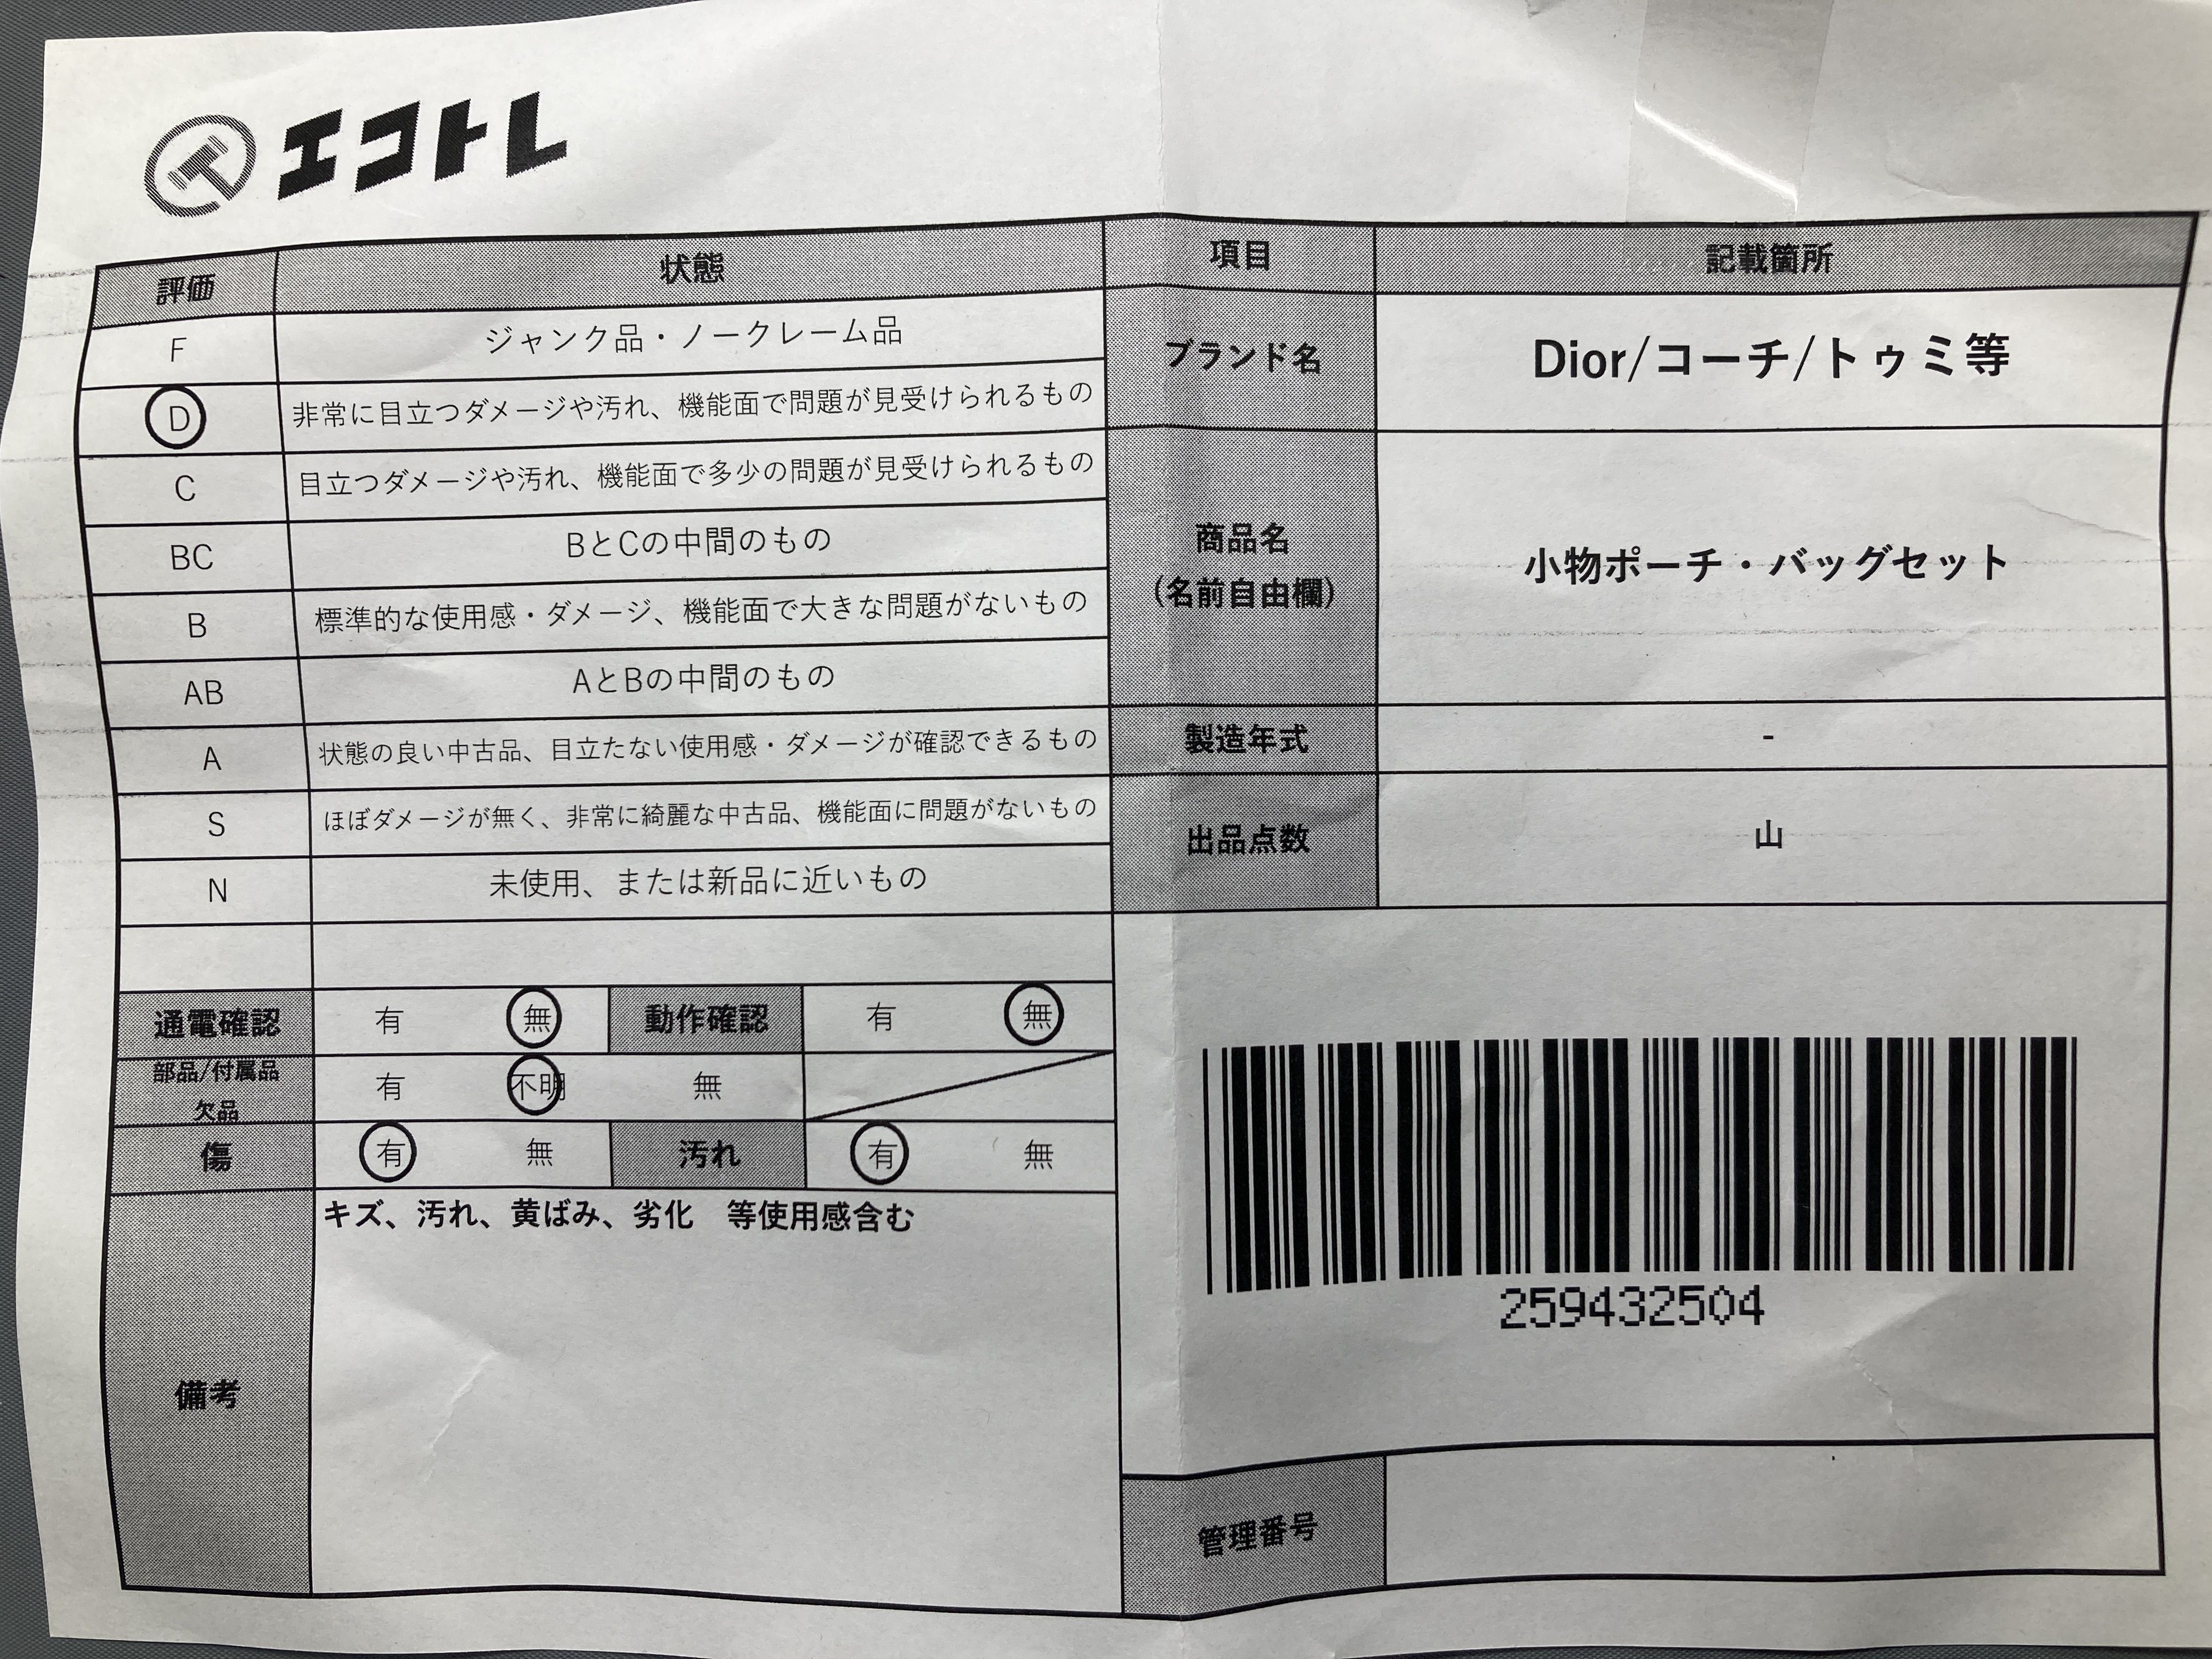 エコトレ
評価 状態
F ジャンク品・ノークレーム品
D 非常に目立つダメージや汚れ、機能面で問題が見受けられるもの
C 目立つダメージや汚れ、機能面で多少の問題が見受けられるもの
BC BとCの中間のもの
B 標準的な使用感・ダメージ、機能面で大きな問題がないもの
AB AとBの中間のもの
A 状態の良い中古品、目立たない使用感・ダメージが確認できるもの
S ほぼダメージが無く、非常に綺麗な中古品、機能面に問題がないもの
N 未使用、または新品に近いもの
通電確認 有 無 動作確認 有 無
部品/付属品
欠品 有 不明 無
傷 有 無 汚れ 有 無
備考 キズ、汚れ、黄ばみ、劣化 等使用感含む
項目 記載箇所
ブランド名 Dior/コーチ/トゥミ等
商品名
(名前自由欄) 小物ポーチ・バッグセット
製造年式 -
出品点数 山
259432504
管理番号